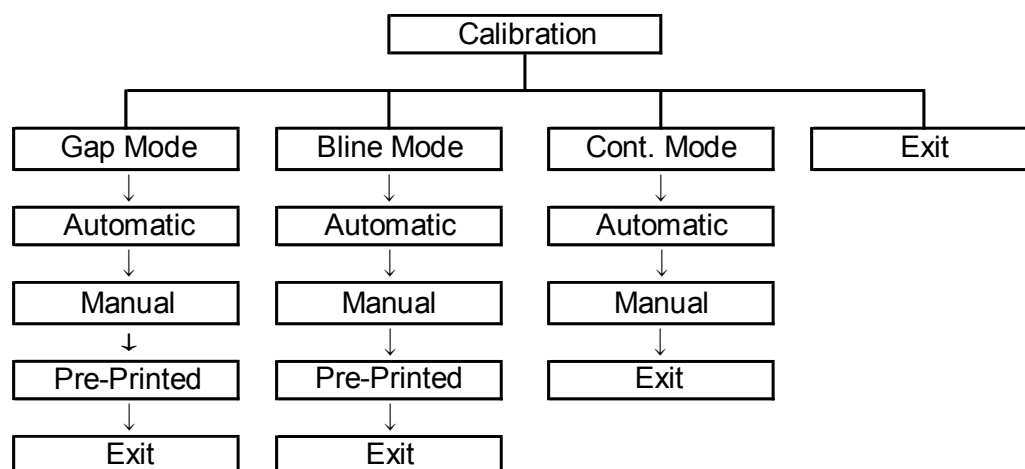 Calibration
Gap Mode
Bline Mode
Cont. Mode
Exit
Automatic
Automatic
Automatic
Manual
Manual
Manual
Pre-Printed
Pre-Printed
Exit
Exit
Exit